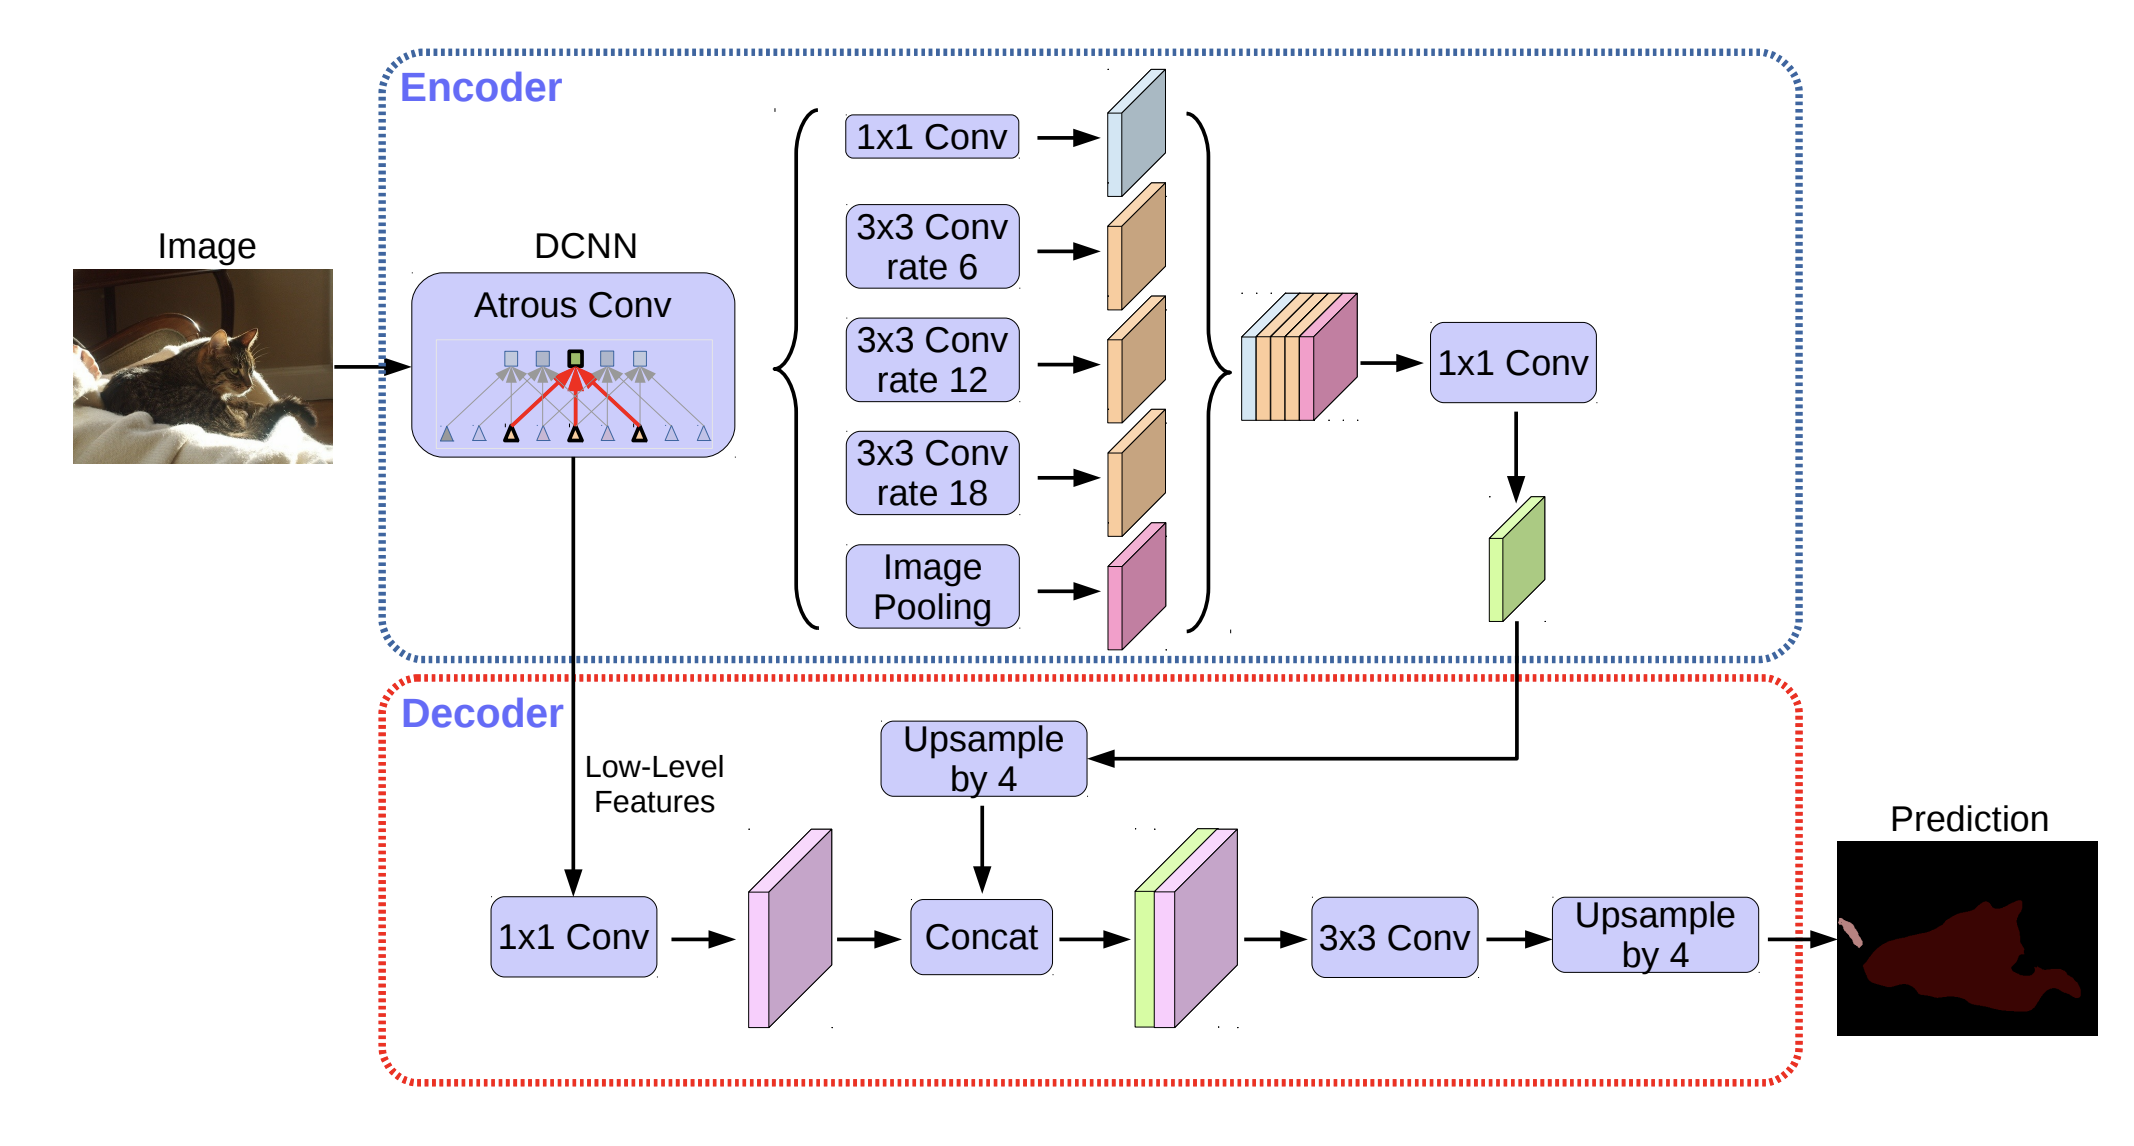 Encoder
Image
DCNN
Atrous Conv
1x1 Conv
3x3 Conv
rate 6
3x3 Conv
rate 12
3x3 Conv
rate 18
Image
Pooling
1x1 Conv
Decoder
Low-Level
Features
Upsample
by 4
1x1 Conv
Concat
3x3 Conv
Upsample
by 4
Prediction